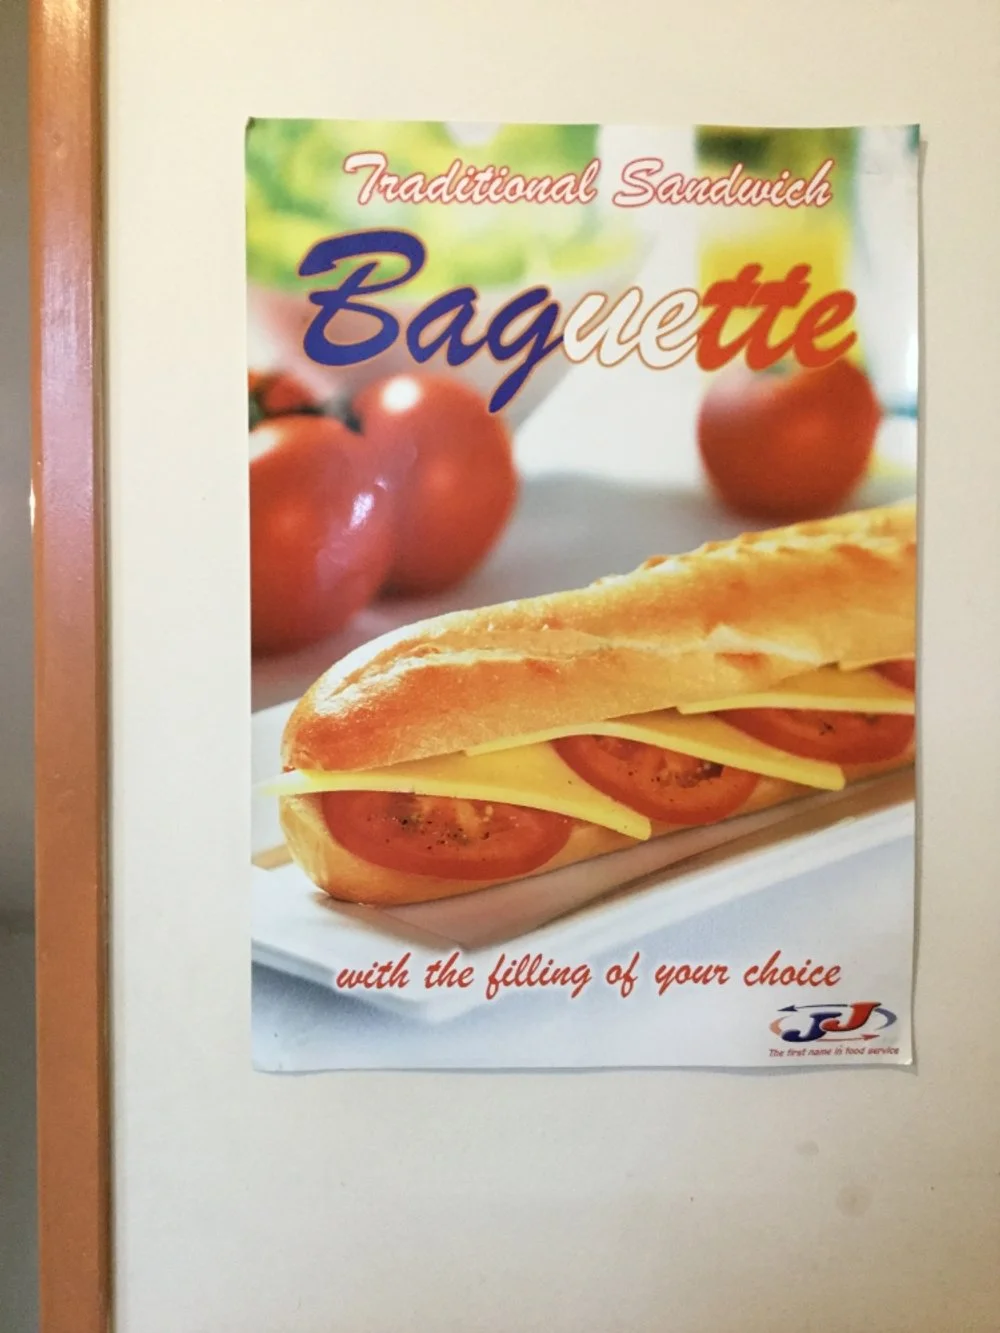 Traditional Sandwich
Baguette
with the filling of your choice
JJ
The first name in food service